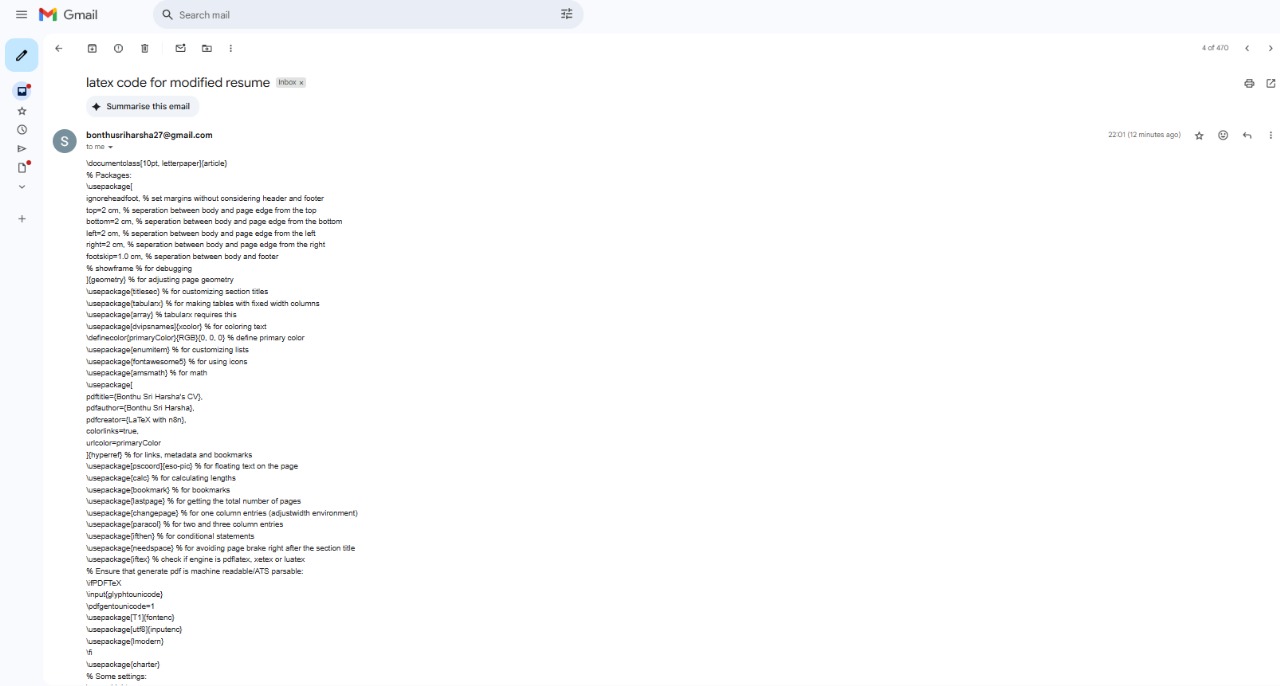 Gmail
Search mail
4 of 470
latex code for modified resume
Inbox x
Summarise this email
S
bonthusriharsha27@gmail.com
22:01 (12 minutes ago)
to me
\documentclass[10pt, letterpaper]{article}
% Packages:
\usepackage[
ignoreheadfoot, % set margins without considering header and footer
top=2 cm, % seperation between body and page edge from the top
bottom=2 cm, % seperation between body and page edge from the bottom
left=2 cm, % seperation between body and page edge from the left
right=2 cm, % seperation between body and page edge from the right
footskip=1.0 cm, % seperation between body and footer
% showframe % for debugging
]{geometry} % for adjusting page geometry
\usepackage{titlesec} % for customizing section titles
\usepackage{tabularx} % for making tables with fixed width columns
\usepackage{array} % tabularx requires this
\usepackage[dvipsnames]{xcolor} % for coloring text
\definecolor{primaryColor}{RGB}{0, 0, 0} % define primary color
\usepackage{enumitem} % for customizing lists
\usepackage{fontawesome5} % for using icons
\usepackage{amsmath} % for math
\usepackage[
pdftitle={Bonthu Sri Harsha's CV},
pdfauthor={Bonthu Sri Harsha},
pdfcreator={LaTeX with n8n},
colorlinks=true,
urlcolor=primaryColor
]{hyperref} % for links, metadata and bookmarks
\usepackage[pscoord]{eso-pic} % for floating text on the page
\usepackage{calc} % for calculating lengths
\usepackage{bookmark} % for bookmarks
\usepackage{lastpage} % for getting the total number of pages
\usepackage{changepage} % for one column entries (adjustwidth environment)
\usepackage{paracol} % for two and three column entries
\usepackage{ifthen} % for conditional statements
\usepackage{needspace} % for avoiding page brake right after the section title
\usepackage{iftex} % check if engine is pdflatex, xetex or luatex
% Ensure that generate pdf is machine readable/ATS parsable:
\ifPDFTeX
\input{glyphtounicode}
\pdfgentounicode=1
\usepackage[T1]{fontenc}
\usepackage[utf8]{inputenc}
\usepackage{lmodern}
\fi
\usepackage{charter}
% Some settings: